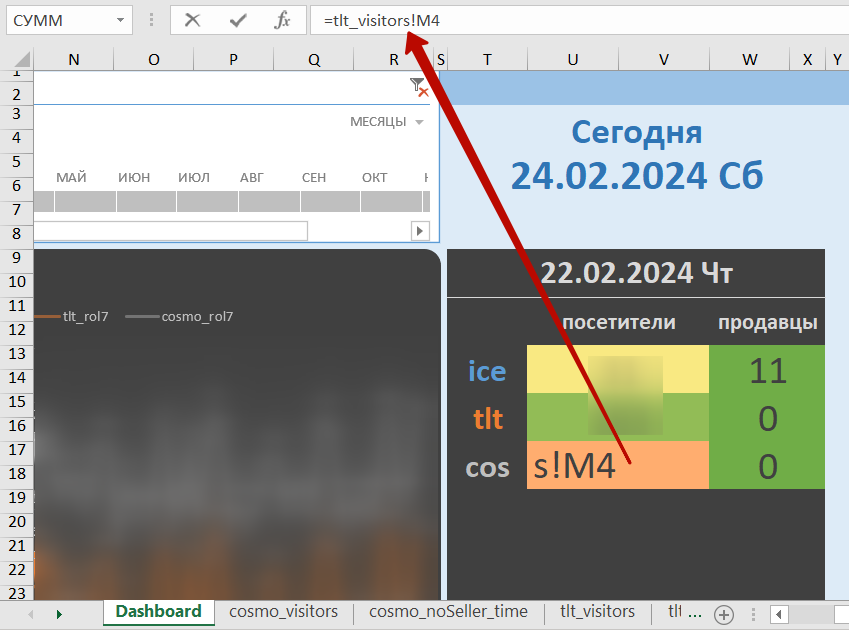 СУММ =tlt_visitors!M4
N O P Q R S T U V W X Y
1
2
3
4
5
6
7
8
9
10
11
12
13
14
15
16
17
18
19
20
21
22
23
МЕСЯЦЫ
МАЙ ИЮН ИЮЛ АВГ СЕН ОКТ
Сегодня
24.02.2024 Сб
22.02.2024 Чт
посетители продавцы
tlt_rol7 cosmo_rol7
ice 11
tlt 0
cos s!M4 0
Dashboard cosmo_visitors cosmo_noSeller_time tlt_visitors tlt ...